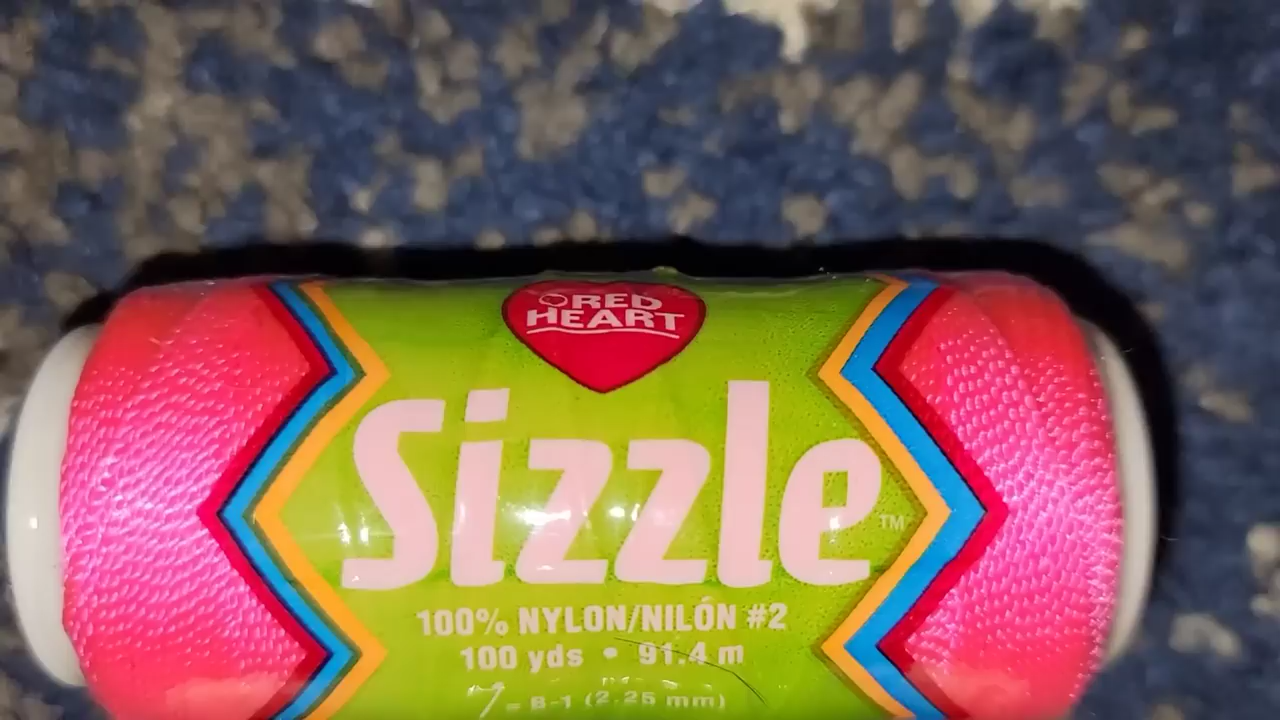 RED
HEART
Sizzle™
100% NYLON/NILÓN #2
100 yds • 91.4 m
= B-1 (2.25 mm)